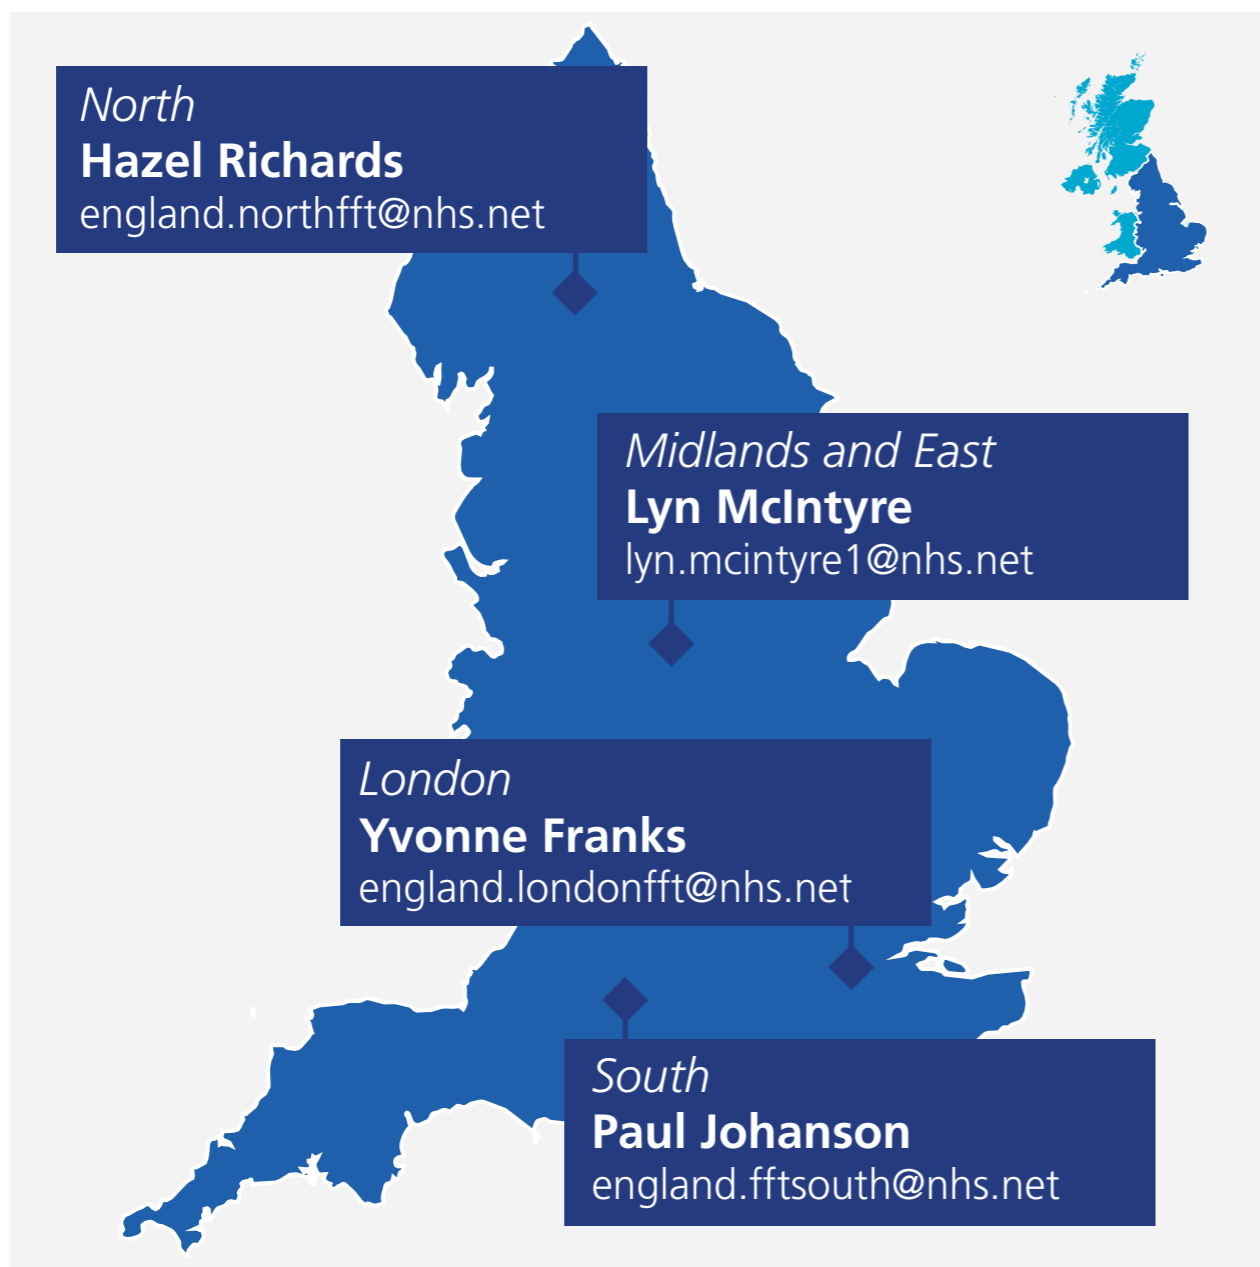 North
Hazel Richards
england.northfft@nhs.net
Midlands and East
Lyn McIntyre
lyn.mcintyre1@nhs.net
London
Yvonne Franks
england.londonfft@nhs.net
South
Paul Johanson
england.fftsouth@nhs.net